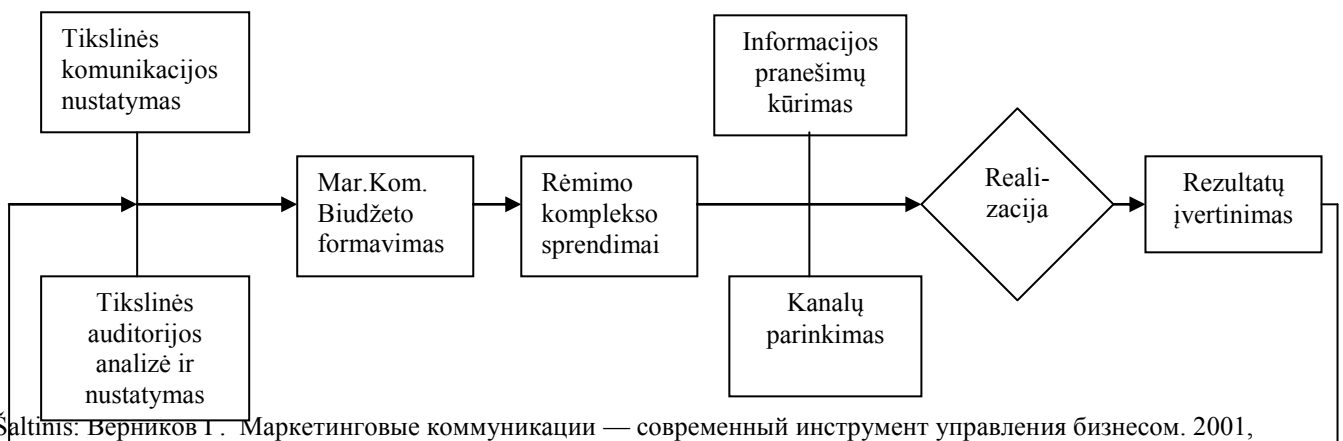 Tikslinės
komunikacijos
nustatymas
Informacijos
pranešimų
kūrimas
Mar.Kom.
Biudžeto
formavimas
Rėmimo
komplekso
sprendimai
Reali-
zacija
Rezultatų
įvertinimas
Tikslinės
auditorijos
analizė ir
nustatymas
Kanalų
parinkimas
Šaltinis: Верников Г. Маркетинговые коммуникации — современный инструмент управления бизнесом. 2001,